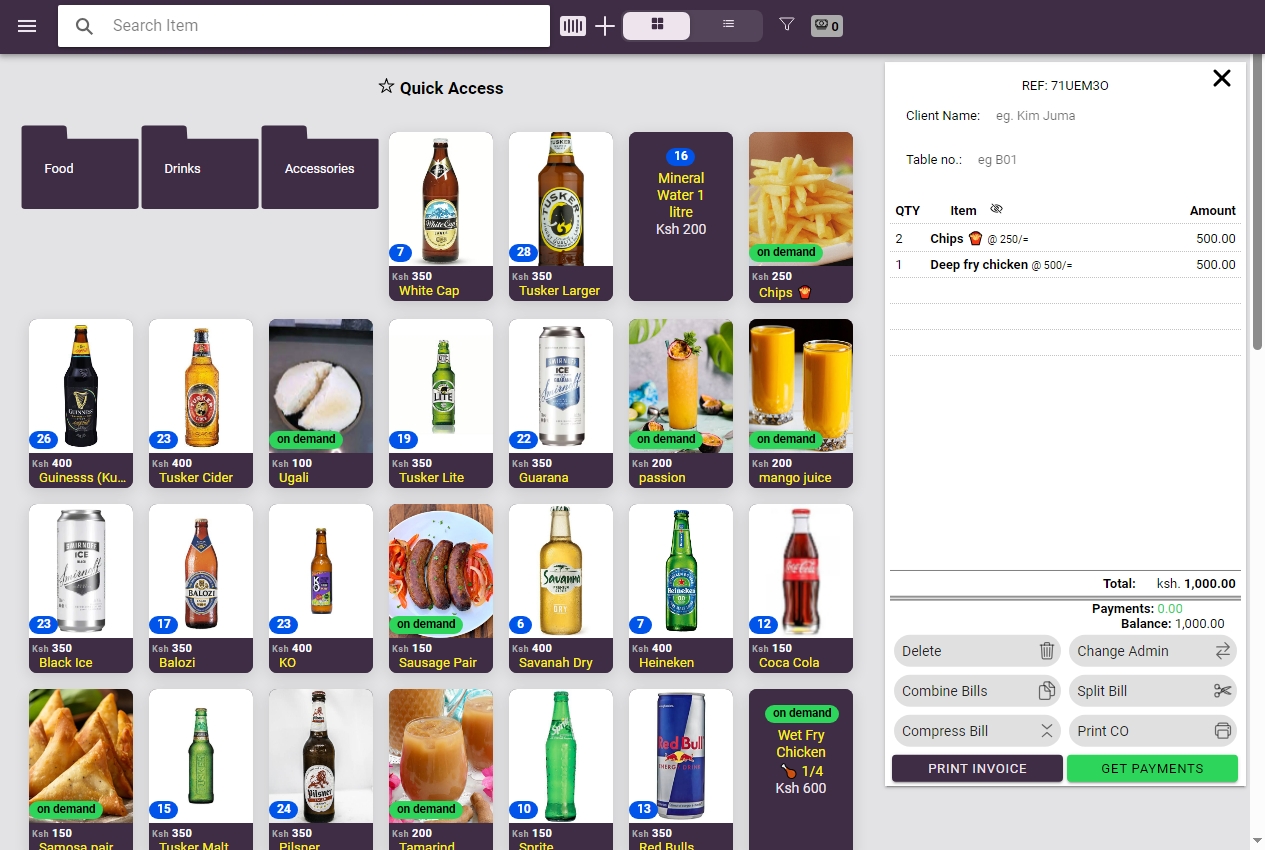 Search Item
0
Quick Access
Food
Drinks
Accessories
7
Ksh 350
White Cap
28
Ksh 350
Tusker Larger
16
Mineral
Water 1
litre
Ksh 200
on demand
Ksh 250
Chips 🍟
26
Ksh 400
Guinesss (Ku...
23
Ksh 400
Tusker Cider
on demand
Ksh 100
Ugali
19
Ksh 350
Tusker Lite
22
Ksh 350
Guarana
on demand
Ksh 200
passion
on demand
Ksh 200
mango juice
23
Ksh 350
Black Ice
17
Ksh 350
Balozi
23
Ksh 400
KO
on demand
Ksh 150
Sausage Pair
6
Ksh 400
Savanah Dry
7
Ksh 400
Heineken
12
Ksh 150
Coca Cola
on demand
Ksh 150
Samosa pair
15
Ksh 350
Tusker Malt
24
Ksh 350
Pilsner
on demand
Ksh 200
Tamarind
10
Ksh 150
Sprite
13
Ksh 350
Red Bulls
on demand
Wet Fry
Chicken
🍗 1/4
Ksh 600
REF: 71UEM3O
Client Name: eg. Kim Juma
Table no.: eg B01
QTY Item Amount
2 Chips 🍟 @ 250/= 500.00
1 Deep fry chicken @ 500/= 500.00
Total: ksh. 1,000.00
Payments: 0.00
Balance: 1,000.00
Delete
Change Admin
Combine Bills
Split Bill
Compress Bill
Print CO
PRINT INVOICE
GET PAYMENTS